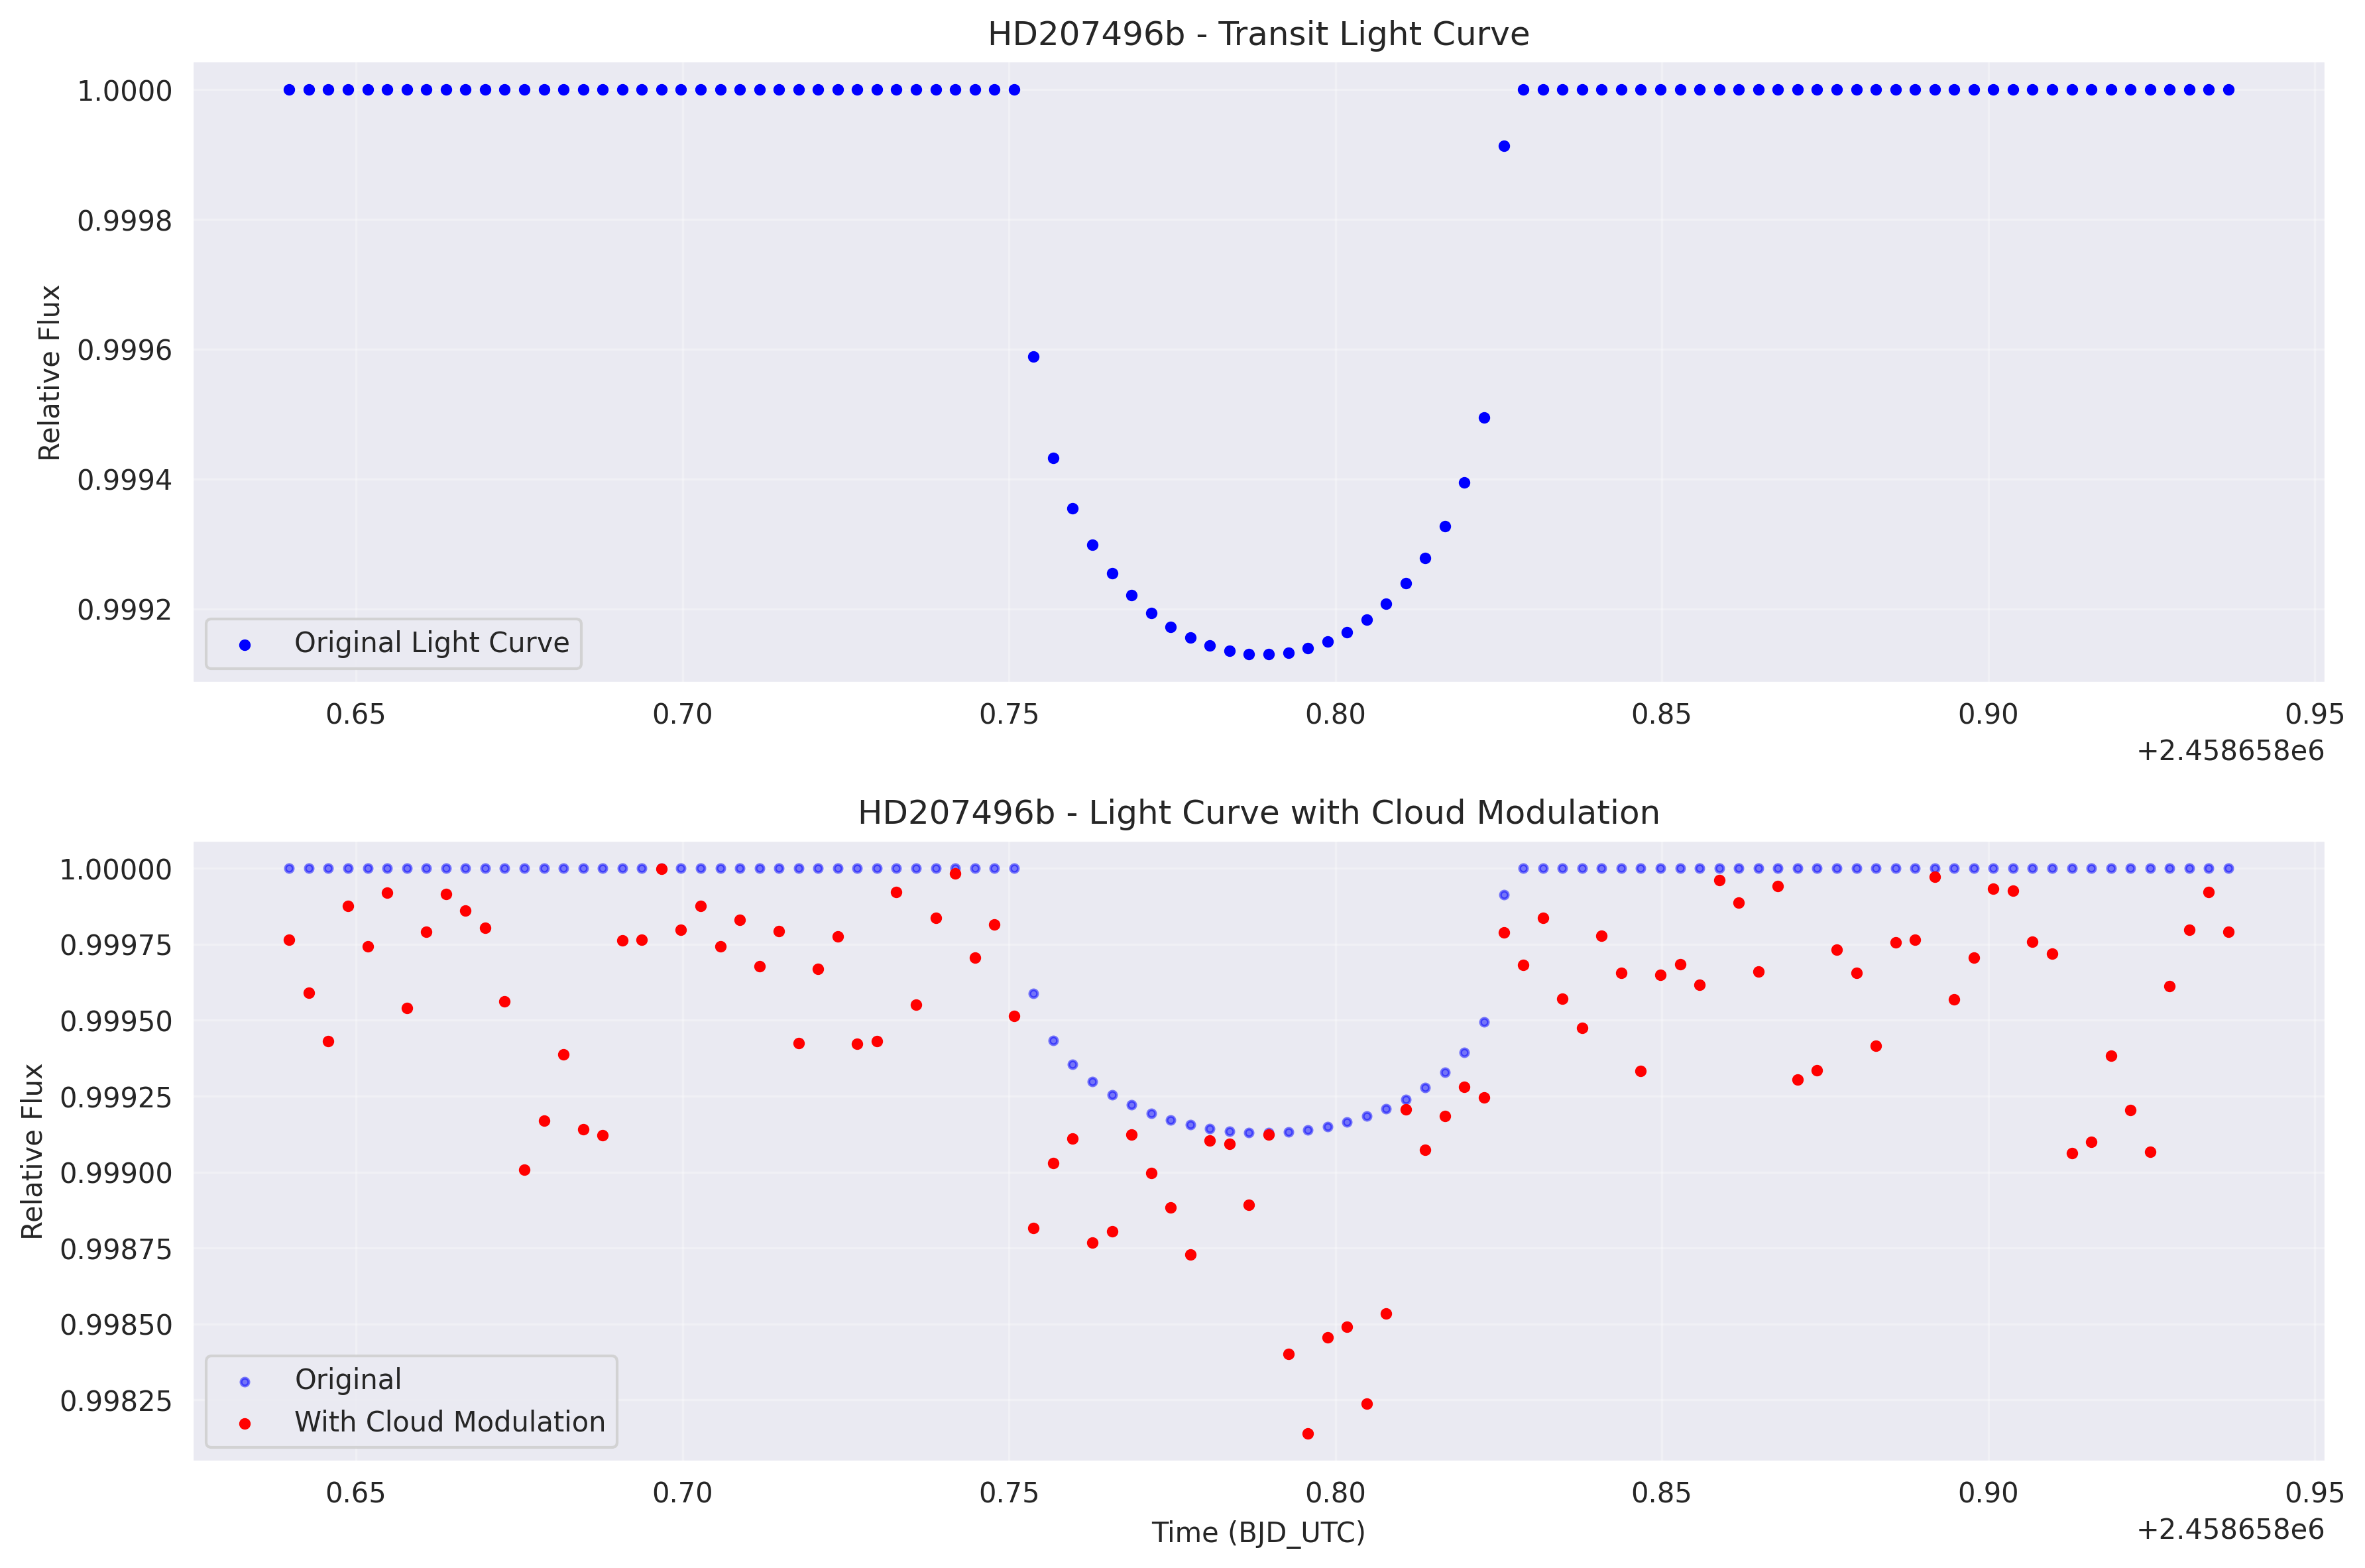 HD207496b - Transit Light Curve
Relative Flux
1.0000
0.9998
0.9996
0.9994
0.9992
Original Light Curve
0.65 0.70 0.75 0.80 0.85 0.90 0.95
+2.458658e6
HD207496b - Light Curve with Cloud Modulation
Relative Flux
1.00000
0.99975
0.99950
0.99925
0.99900
0.99875
0.99850
0.99825
Original
With Cloud Modulation
0.65 0.70 0.75 0.80 0.85 0.90 0.95
Time (BJD_UTC)
+2.458658e6